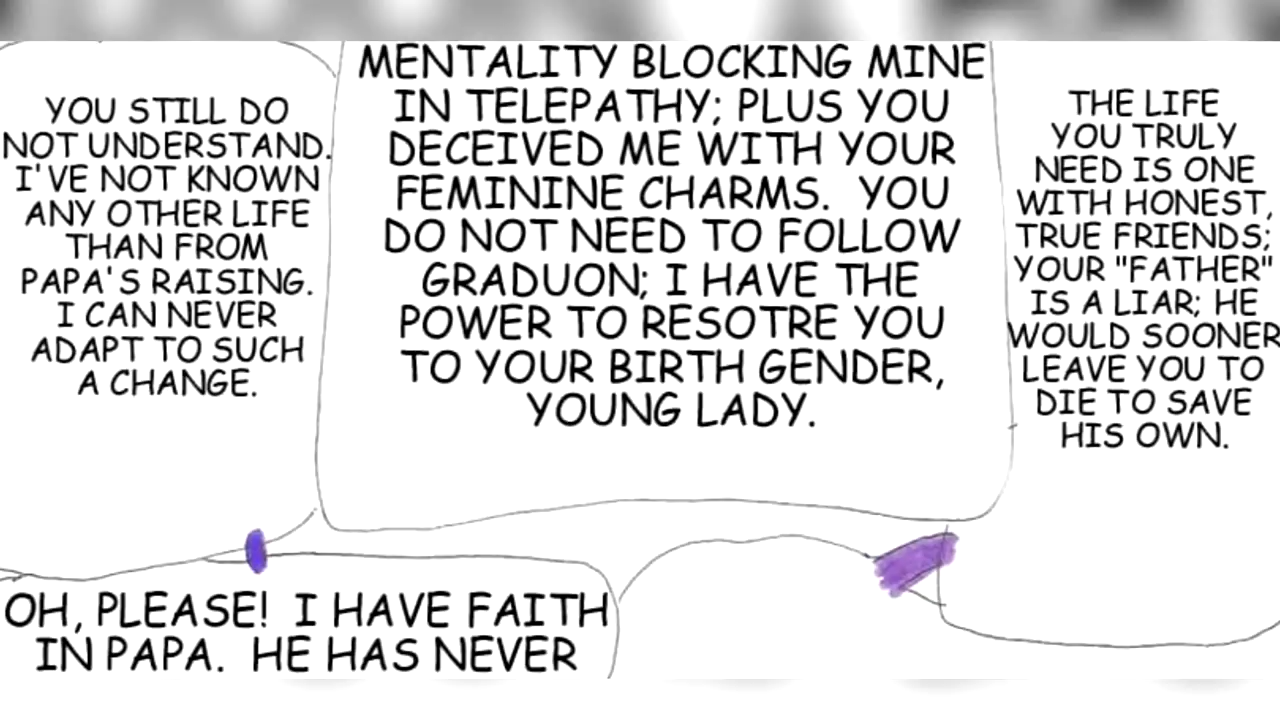 YOU STILL DO
NOT UNDERSTAND.
I'VE NOT KNOWN
ANY OTHER LIFE
THAN FROM
PAPA'S RAISING.
I CAN NEVER
ADAPT TO SUCH
A CHANGE.
MENTALITY BLOCKING MINE
IN TELEPATHY; PLUS YOU
DECEIVED ME WITH YOUR
FEMININE CHARMS. YOU
DO NOT NEED TO FOLLOW
GRADUON; I HAVE THE
POWER TO RESOTRE YOU
TO YOUR BIRTH GENDER,
YOUNG LADY.
THE LIFE
YOU TRULY
NEED IS ONE
WITH HONEST,
TRUE FRIENDS;
YOUR "FATHER"
IS A LIAR; HE
WOULD SOONER
LEAVE YOU TO
DIE TO SAVE
HIS OWN.
OH, PLEASE! I HAVE FAITH
IN PAPA. HE HAS NEVER